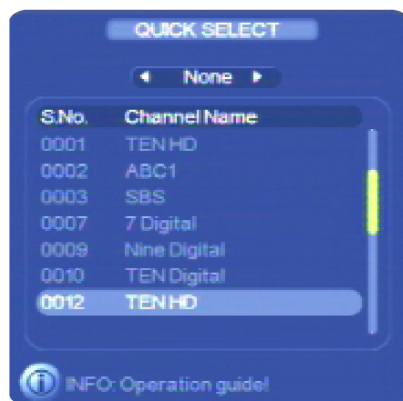 QUICK SELECT
None
S.No. Channel Name
0001 TEN HD
0002 ABC1
0003 SBS
0007 7 Digital
0009 Nine Digital
0010 TEN Digital
0012 TEN HD
INFO: Operation guide!